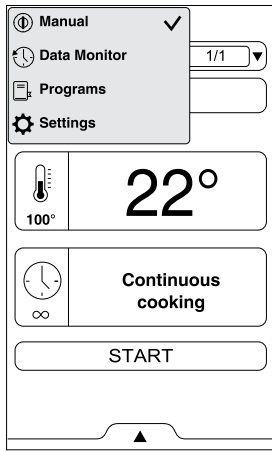 Manual
Data Monitor
1/1
Programs
Settings
22°
100°
Continuous
cooking
∞
START